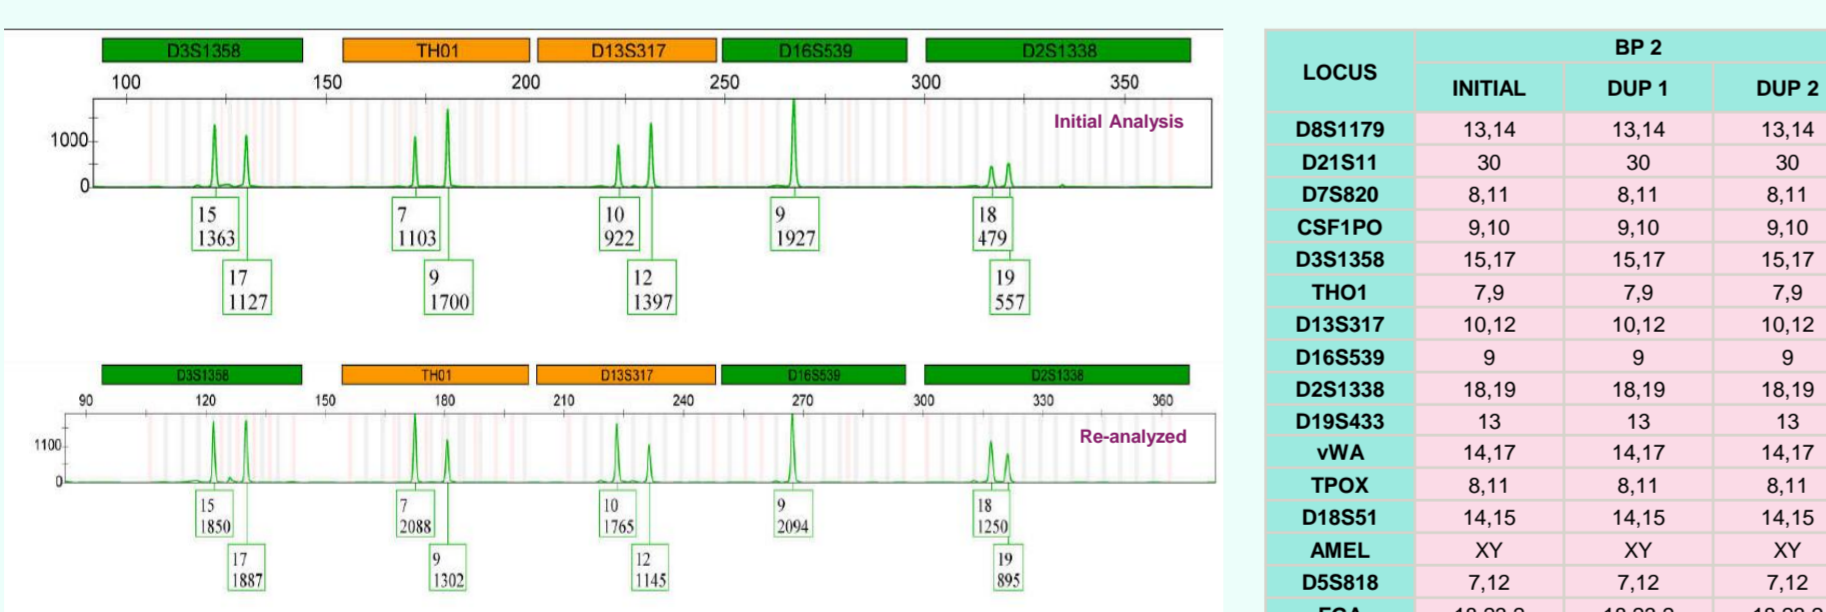 D3S1358 TH01 D13S317 D16S539 D2S1338
100 150 200 250 300 350
Initial Analysis
1000
0
15 7 10 9 18
1363 1103 922 1927 479
17 9 12 19
1127 1700 1397 557
D3S1358 TH01 D13S317 D16S539 D2S1338
90 120 150 180 210 240 270 300 330 360
Re-analyzed
1100
0
15 7 10 9 18
1850 2088 1765 2094 1250
17 9 12 19
1887 1302 1145 895
LOCUS BP 2
INITIAL DUP 1 DUP 2
D8S1179 13,14 13,14 13,14
D21S11 30 30 30
D7S820 8,11 8,11 8,11
CSF1PO 9,10 9,10 9,10
D3S1358 15,17 15,17 15,17
THO1 7,9 7,9 7,9
D13S317 10,12 10,12 10,12
D16S539 9 9 9
D2S1338 18,19 18,19 18,19
D19S433 13 13 13
vWA 14,17 14,17 14,17
TPOX 8,11 8,11 8,11
D18S51 14,15 14,15 14,15
AMEL XY XY XY
D5S818 7,12 7,12 7,12